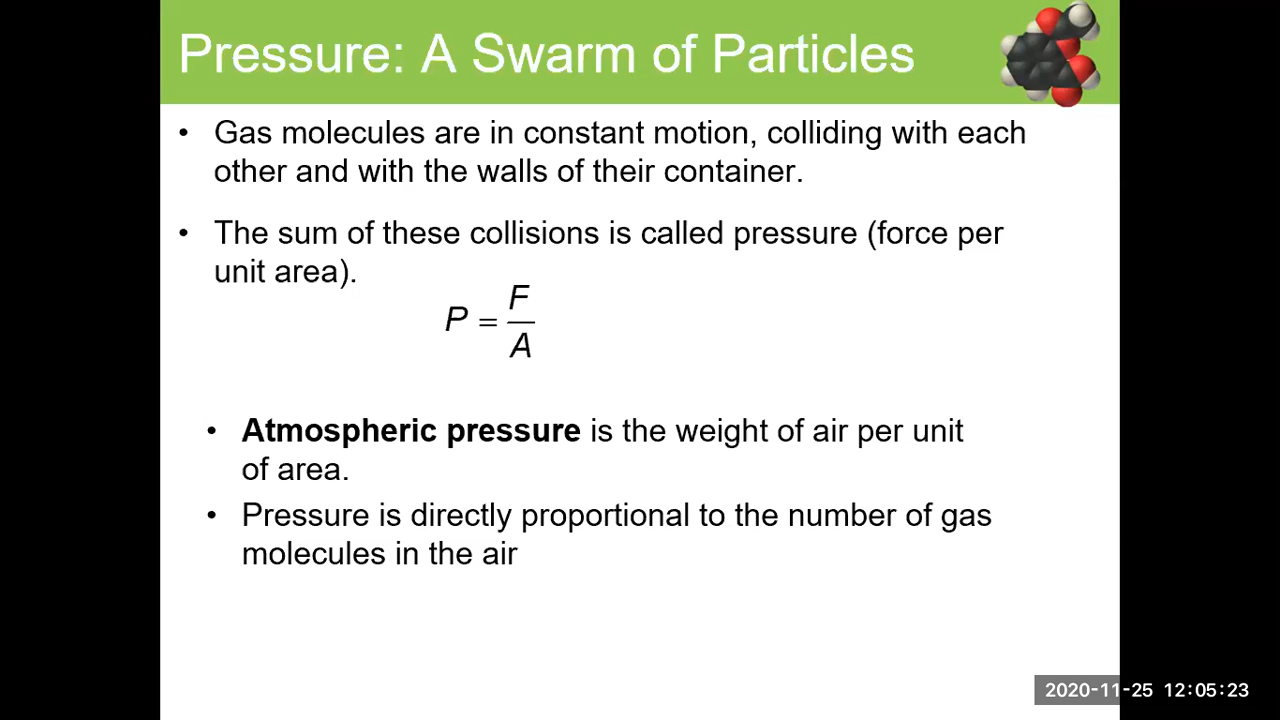 Pressure: A Swarm of Particles
• Gas molecules are in constant motion, colliding with each
other and with the walls of their container.
• The sum of these collisions is called pressure (force per
unit area).
P = F/A
• Atmospheric pressure is the weight of air per unit
of area.
• Pressure is directly proportional to the number of gas
molecules in the air
2020-11-25 12:05:23